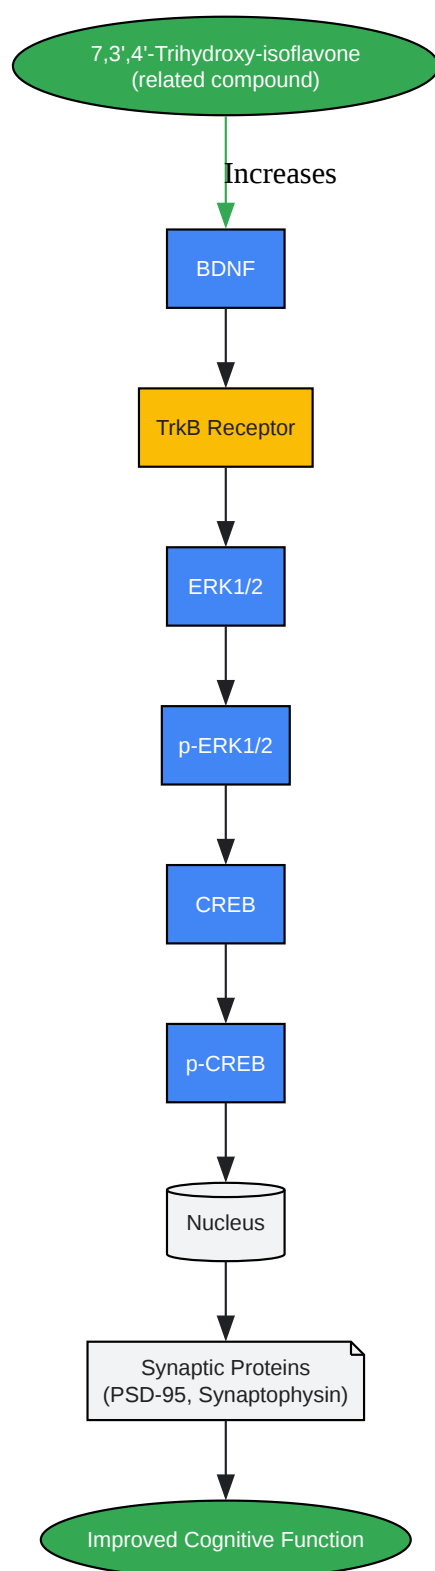 7,3',4'-Trihydroxy-isoflavone
(related compound)
Increases
BDNF
TrkB Receptor
ERK1/2
p-ERK1/2
CREB
p-CREB
Nucleus
Synaptic Proteins
(PSD-95, Synaptophysin)
Improved Cognitive Function